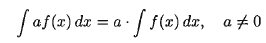 ∫ af(x) dx = a · ∫ f(x) dx, a ≠ 0